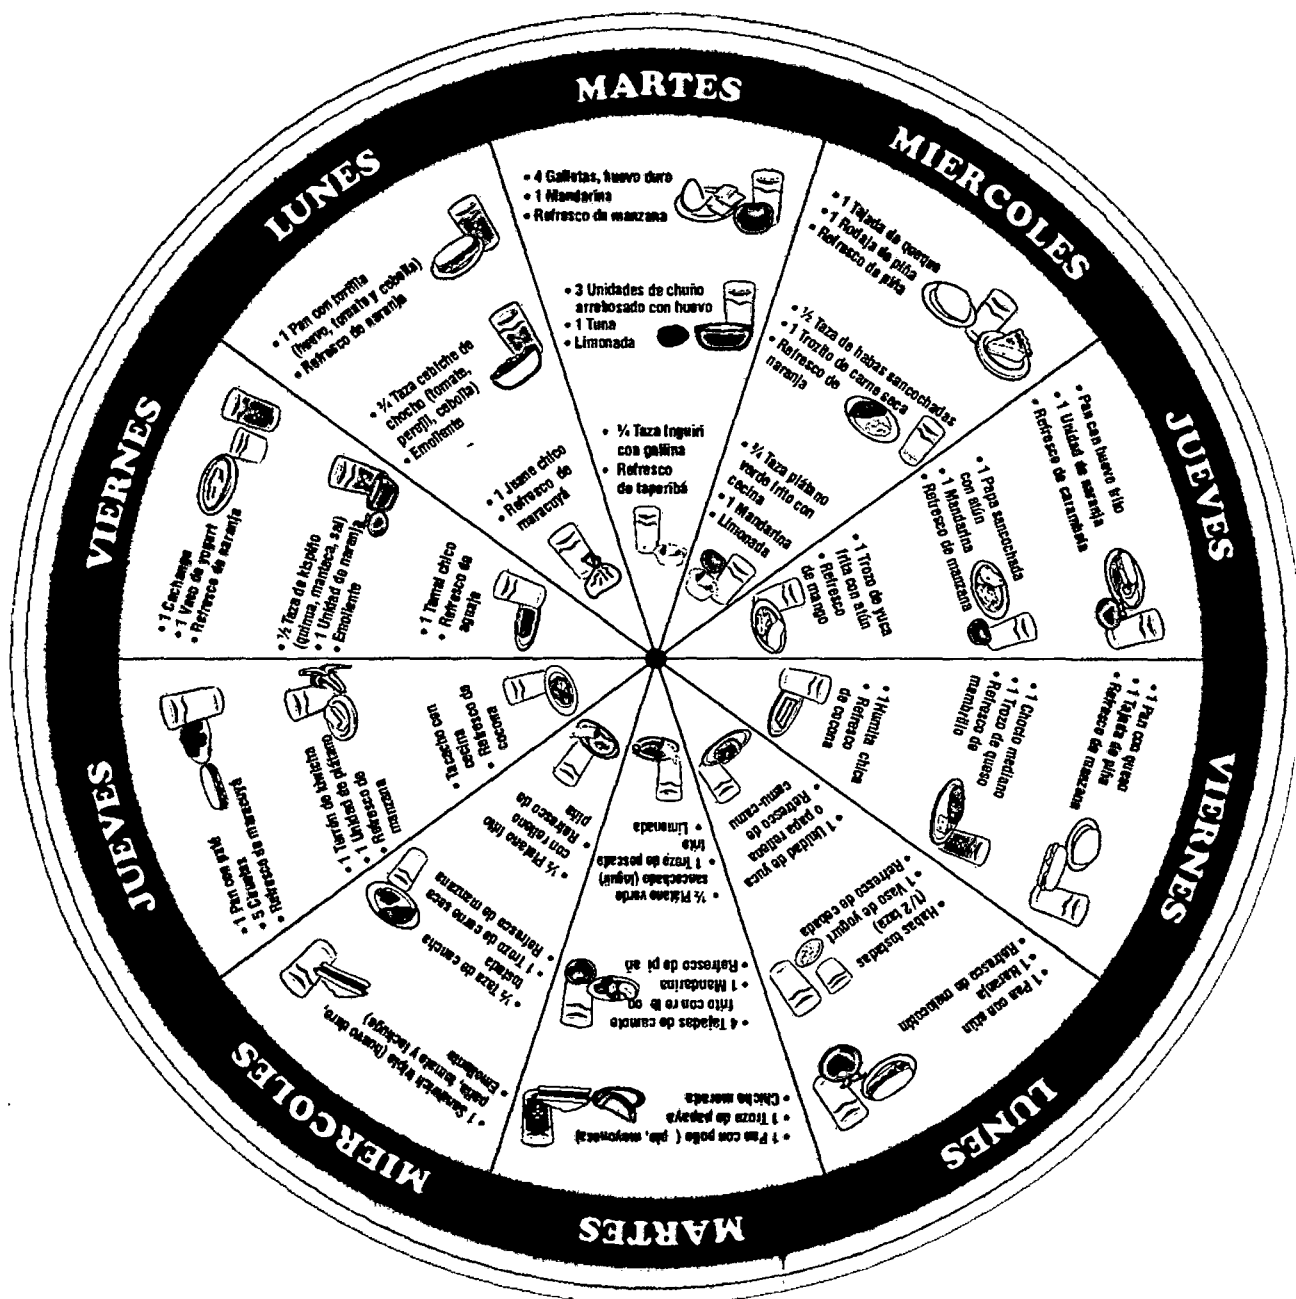 LUNES
• 1 Pan con tortilla
(huevo, tomate y cebolla)
• Refresco de naranja
• ¾ Taza cebiche de
chocho (tomate,
perejil, cebolla)
• Emoliente
• 1 Juane chico
• Refresco de
maracuyá
MARTES
• 4 Galletas, huevo duro
• 1 Mandarina
• Refresco de manzana
• 3 Unidades de chuño
arrebosado con huevo
• 1 Tuna
• Limonada
• ¼ Taza Inguiri
con gallina
• Refresco
de taperibá
MIERCOLES
• 1 Tajada de queque
• 1 Rodaja de piña
• Refresco de piña
• ½ Taza de habas sancochadas
• 1 Trozito de carne seca
• Refresco de
naranja
• ¾ Taza plátano
verde frito con
cecina
• 1 Mandarina
• Limonada
JUEVES
• Pan con huevo frito
• 1 Unidad de naranja
• Refresco de carambola
• 1 Papa sancochada
con atún
• 1 Mandarina
• Refresco de manzana
• 1 Trozo de yuca
frita con atún
• Refresco
de mango
VIERNES
• 1 Pan con queso
• 1 Tajada de piña
• Refresco de manzana
• 1 Choclo mediano
• 1 Trozo de queso
• Refresco de
membrillo
• 1 Humita chica
• Refresco
de cocona
LUNES
• 1 Pan con atún
• 1 Naranja
• Refresco de melocotón
• Habas tostadas
(1/2 taza)
• 1 Vaso de yogurt
• Refresco de cebada
• 1 Unidad de yuca
o papa rellena
• Refresco de
camu-camu
MARTES
• 1 Pan con pollo ( pio, mayonesa)
• 1 Trozo de papaya
• Chicha morada
• 4 Tajadas de camote
frito con re lle no
• 1 Mandarina
• Refresco de pi añ
• ½ Plátano verde
sancochado (inguiri)
• 1 Trozo de pescado
frito
• Limonada
MIERCOLES
• 1 Sandwich triple (huevo duro,
palta, tomate y lechuga)
• Emoliente
• ½ Taza de cancha
tostada
• 1 Trozo de carne seca
• Refresco de manzana
• ½ Plátano frito
con relleno
• Refresco de
piña
JUEVES
• 1 Pan con paté
• 5 Ciruelas
• Refresco de maracuyá
• 1 Turrón de kiwicha
• 1 Unidad de plátano
• Refresco de
manzana
• Tacacho con
cecina
• Refresco de
cocona
VIERNES
• 1 Cachanga
• 1 Vaso de yogurt
• Refresco de naranja
• ½ Taza de kispiño
(quinua, manteca, sal)
• 1 Unidad de naranja
• Emoliente
• 1 Tamal chico
• Refresco de
aguaje